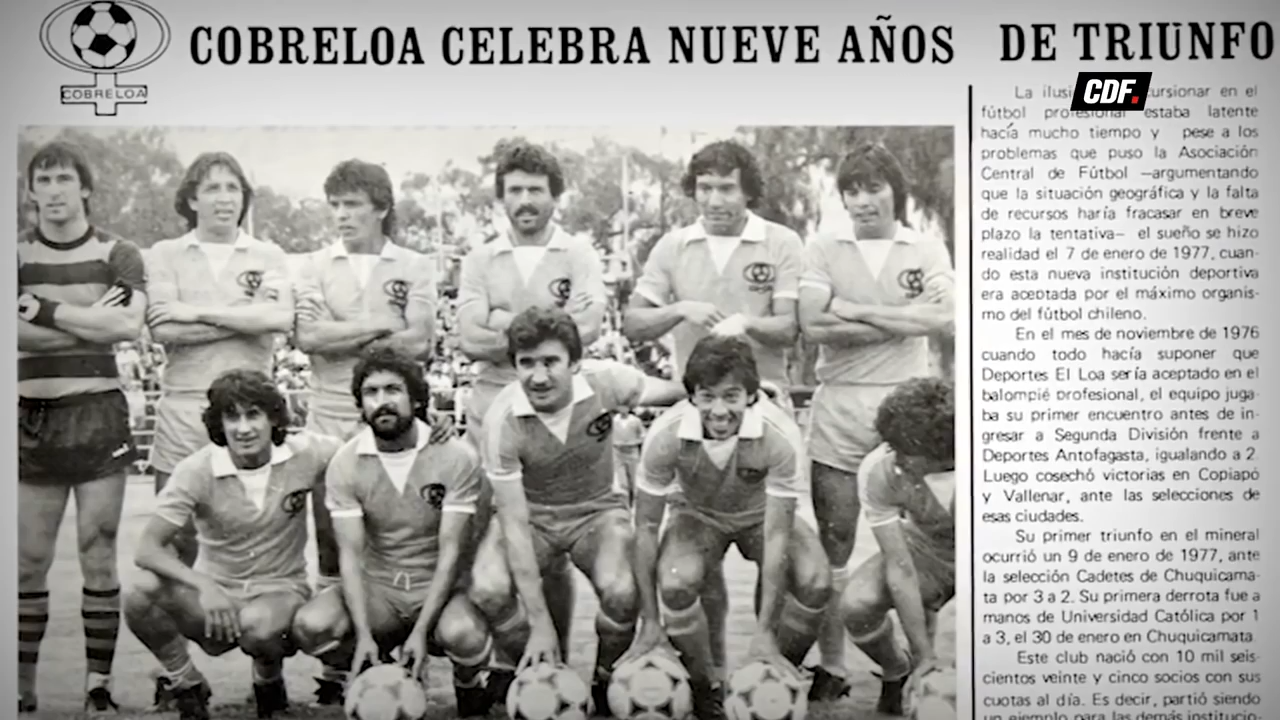 COBRELOA CELEBRA NUEVE AÑOS DE TRIUNFO
COBRELOA
CDF.
La ilusi cursionar en el
fútbol profesional estaba latente
hacía mucho tiempo y pese a los
problemas que puso la Asociación
Central de Fútbol —argumentando
que la situación geográfica y la falta
de recursos haría fracasar en breve
plazo la tentativa— el sueño se hizo
realidad el 7 de enero de 1977, cuan-
do esta nueva institución deportiva
era aceptada por el máximo organis-
mo del fútbol chileno.
En el mes de noviembre de 1976
cuando todo hacía suponer que
Deportes El Loa sería aceptado en el
balompié profesional, el equipo juga-
ba su primer encuentro antes de in-
gresar a Segunda División frente a
Deportes Antofagasta, igualando a 2.
Luego cosechó victorias en Copiapó
y Vallenar, ante las selecciones de
esas ciudades.
Su primer triunfo en el mineral
ocurrió un 9 de enero de 1977, ante
la selección Cadetes de Chuquicama-
ta por 3 a 2. Su primera derrota fue a
manos de Universidad Católica por 1
a 3, el 30 de enero en Chuquicamata.
Este club nació con 10 mil seis-
cientos veinte y cinco socios con sus
cuotas al día. Es decir, partió siendo
un ejemplo para las demás institucio-